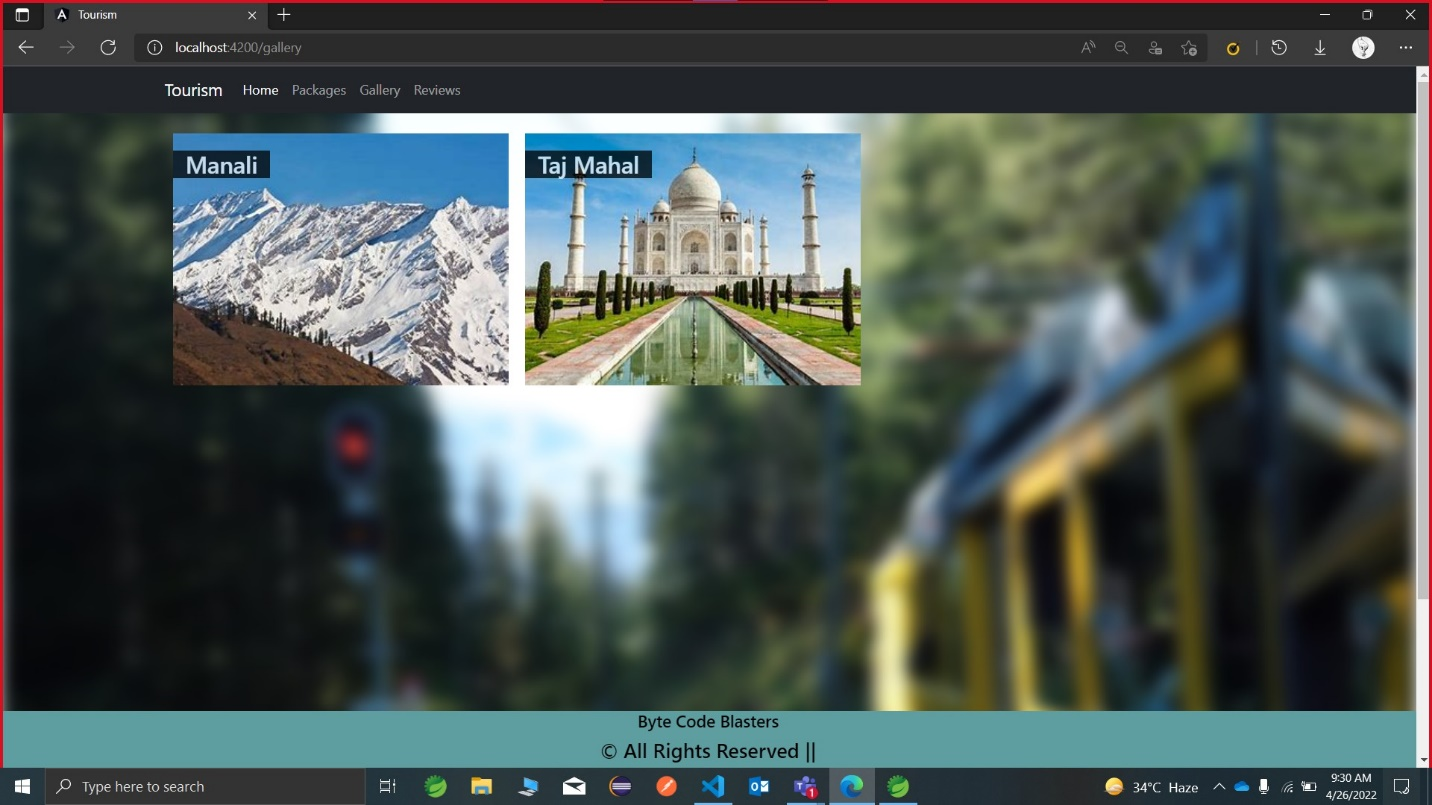 Tourism
localhost:4200/gallery
Tourism Home Packages Gallery Reviews
Manali
Taj Mahal
Byte Code Blasters
© All Rights Reserved ||
Type here to search
1
34°C Haze
9:30 AM
4/26/2022